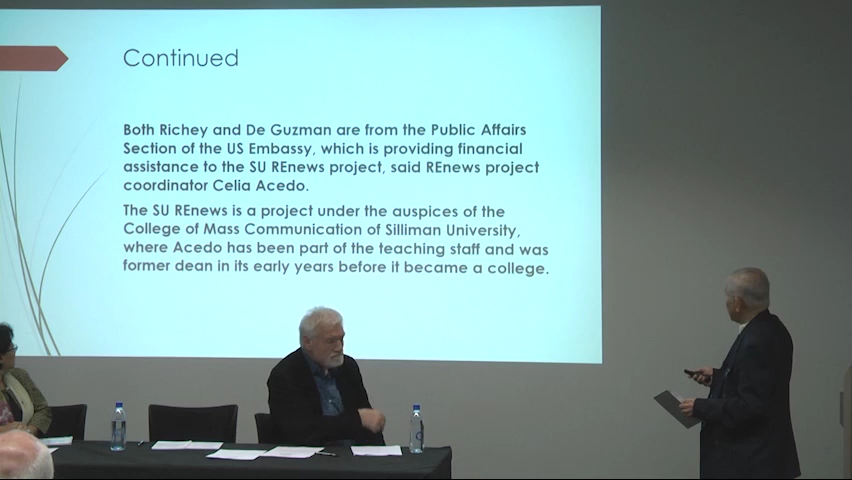 Continued
Both Richey and De Guzman are from the Public Affairs
Section of the US Embassy, which is providing financial
assistance to the SU REnews project, said REnews project
coordinator Celia Acedo.
The SU REnews is a project under the auspices of the
College of Mass Communication of Silliman University,
where Acedo has been part of the teaching staff and was
former dean in its early years before it became a college.